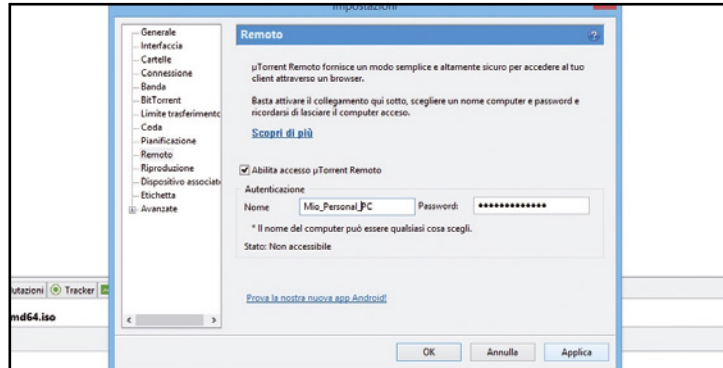 Impostazioni
Generale
Interfaccia
Cartelle
Connessione
Banda
BitTorrent
Limite trasferimento
Coda
Pianificazione
Remoto
Riproduzione
Dispositivo associat
Etichetta
Avanzate
Remoto
µTorrent Remoto fornisce un modo semplice e altamente sicuro per accedere al tuo
client attraverso un browser.
Basta attivare il collegamento qui sotto, scegliere un nome computer e password e
ricordarsi di lasciare il computer acceso.
Scopri di più
Abilita accesso µTorrent Remoto
Autenticazione
Nome Mio_Personal_PC Password: •••••••••••••
* Il nome del computer può essere qualsiasi cosa scegli.
Stato: Non accessibile
Prova la nostra nuova app Android!
OK Annulla Applica
utazioni Tracker
md64.iso